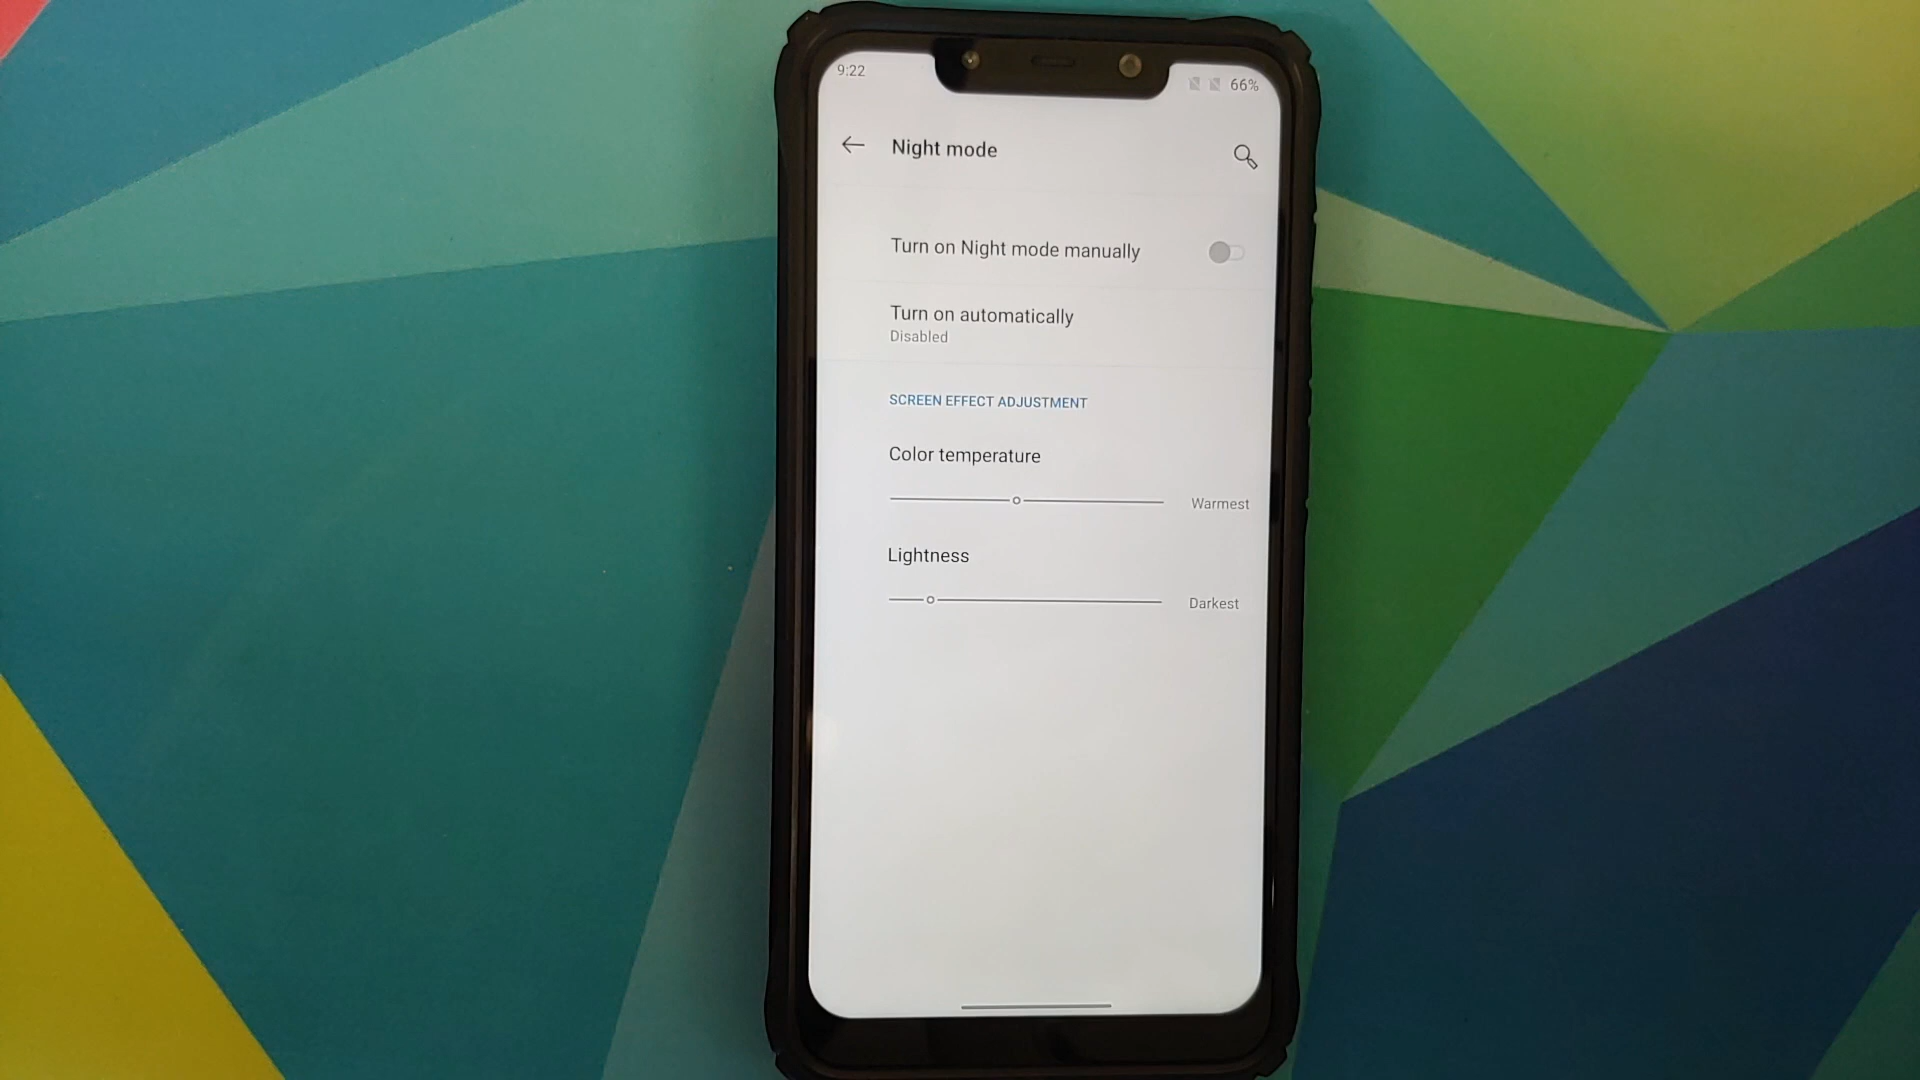 9:22
66%
Night mode
Turn on Night mode manually
Turn on automatically
Disabled
SCREEN EFFECT ADJUSTMENT
Color temperature
Warmest
Lightness
Darkest